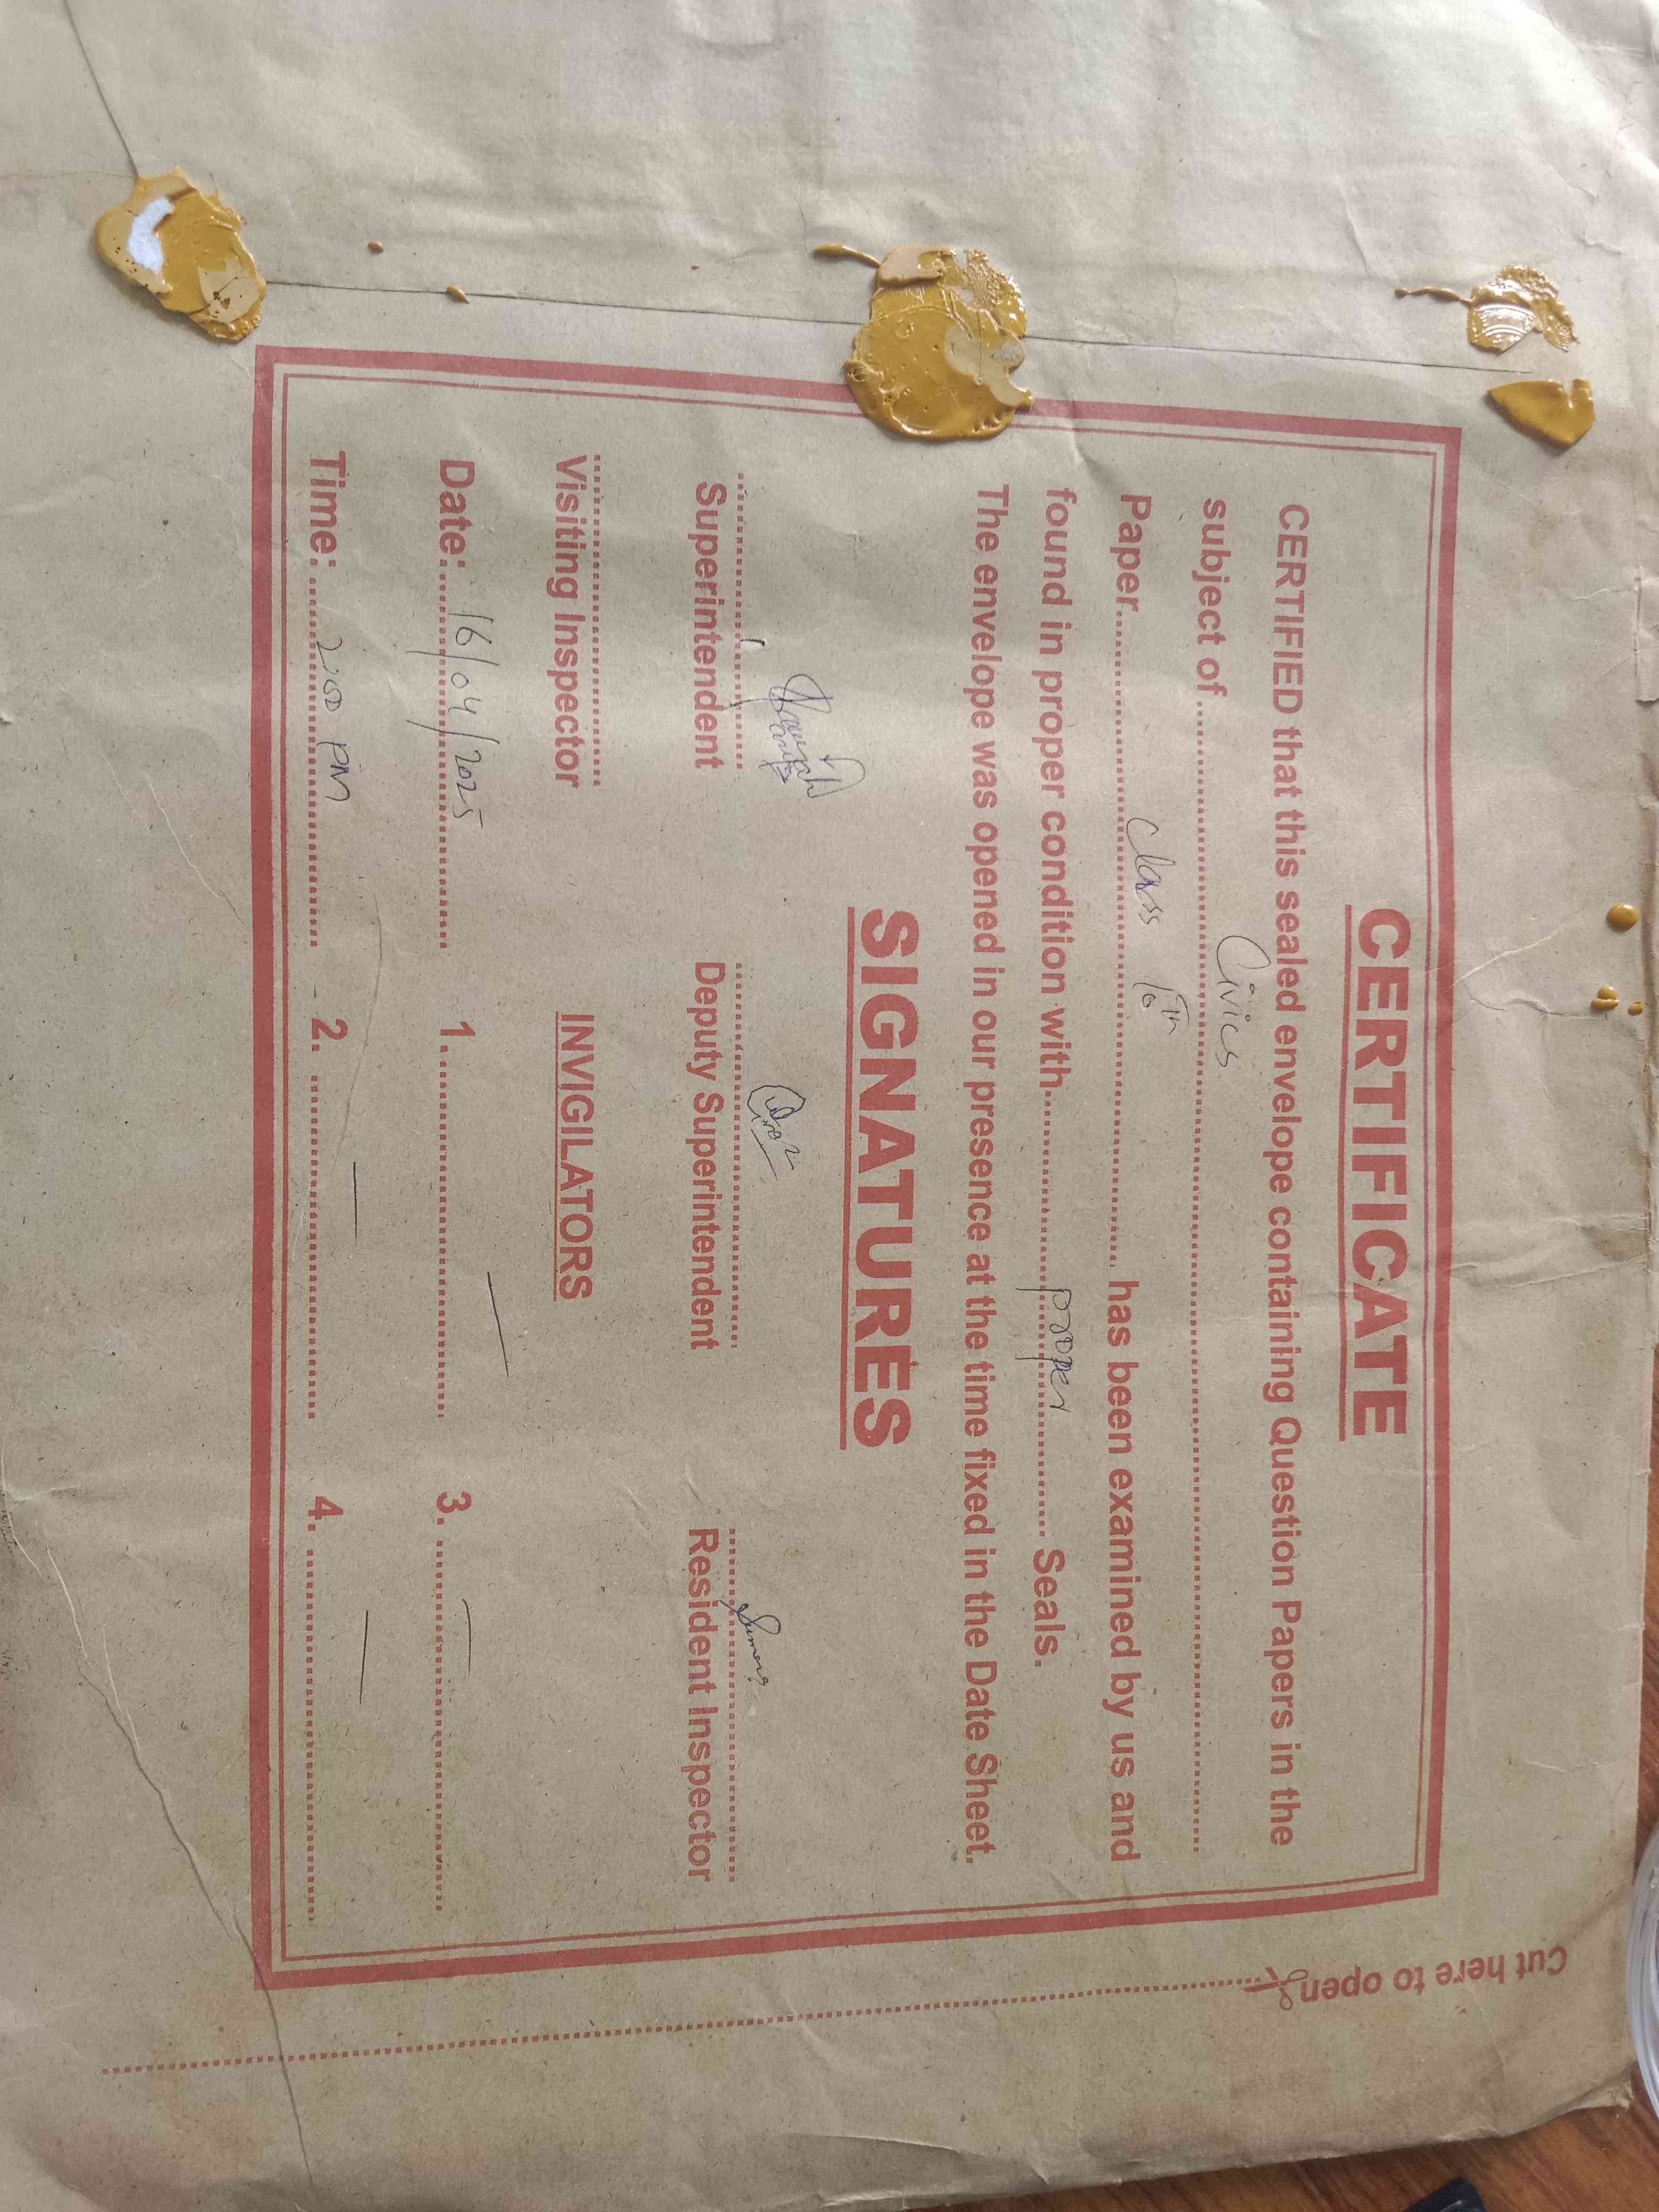 CERTIFICATE
CERTIFIED that this sealed envelope containing Question Papers in the
subject of ........ Civics ........
Paper........ Class 10th ........ has been examined by us and
found in proper condition with........ proper ........ Seals.
The envelope was opened in our presence at the time fixed in the Date Sheet.
SIGNATURES
Superintendent Deputy Superintendent Resident Inspector
Visiting Inspector INVIGILATORS
Date: 16/04/2025 1. 3.
Time: 2:00 PM 2. 4.
Cut here to open